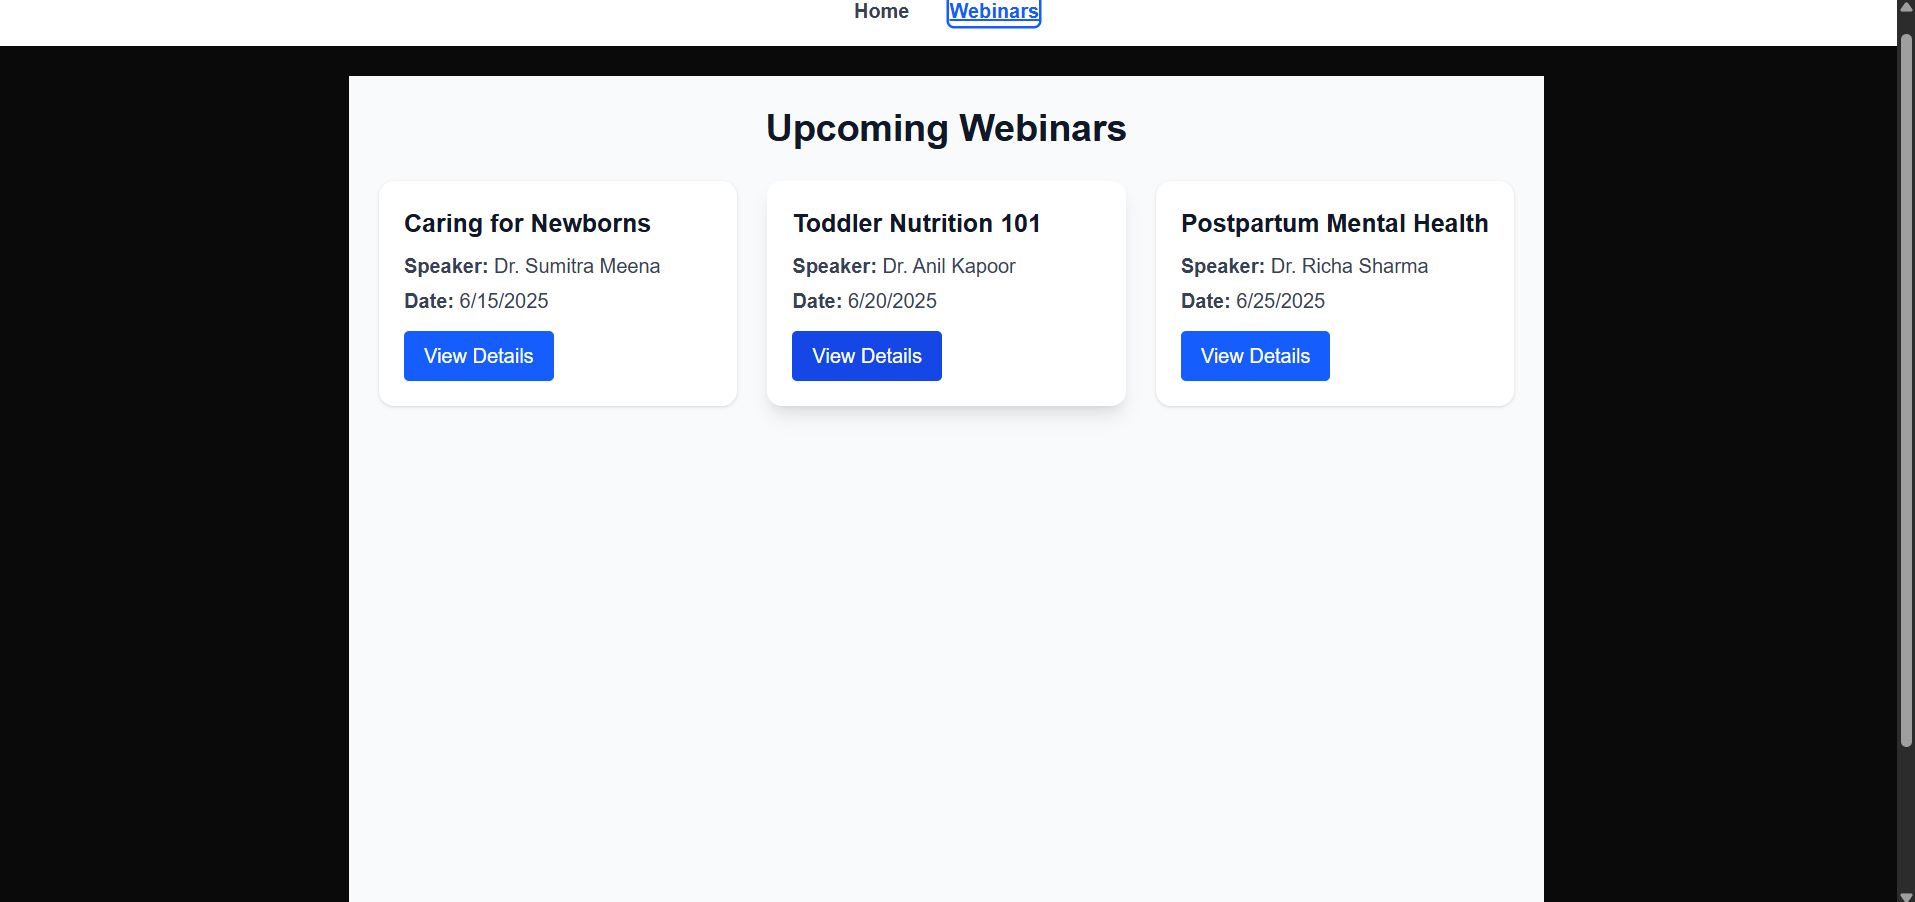 Home Webinars
Upcoming Webinars
Caring for Newborns
Speaker: Dr. Sumitra Meena
Date: 6/15/2025
View Details
Toddler Nutrition 101
Speaker: Dr. Anil Kapoor
Date: 6/20/2025
View Details
Postpartum Mental Health
Speaker: Dr. Richa Sharma
Date: 6/25/2025
View Details